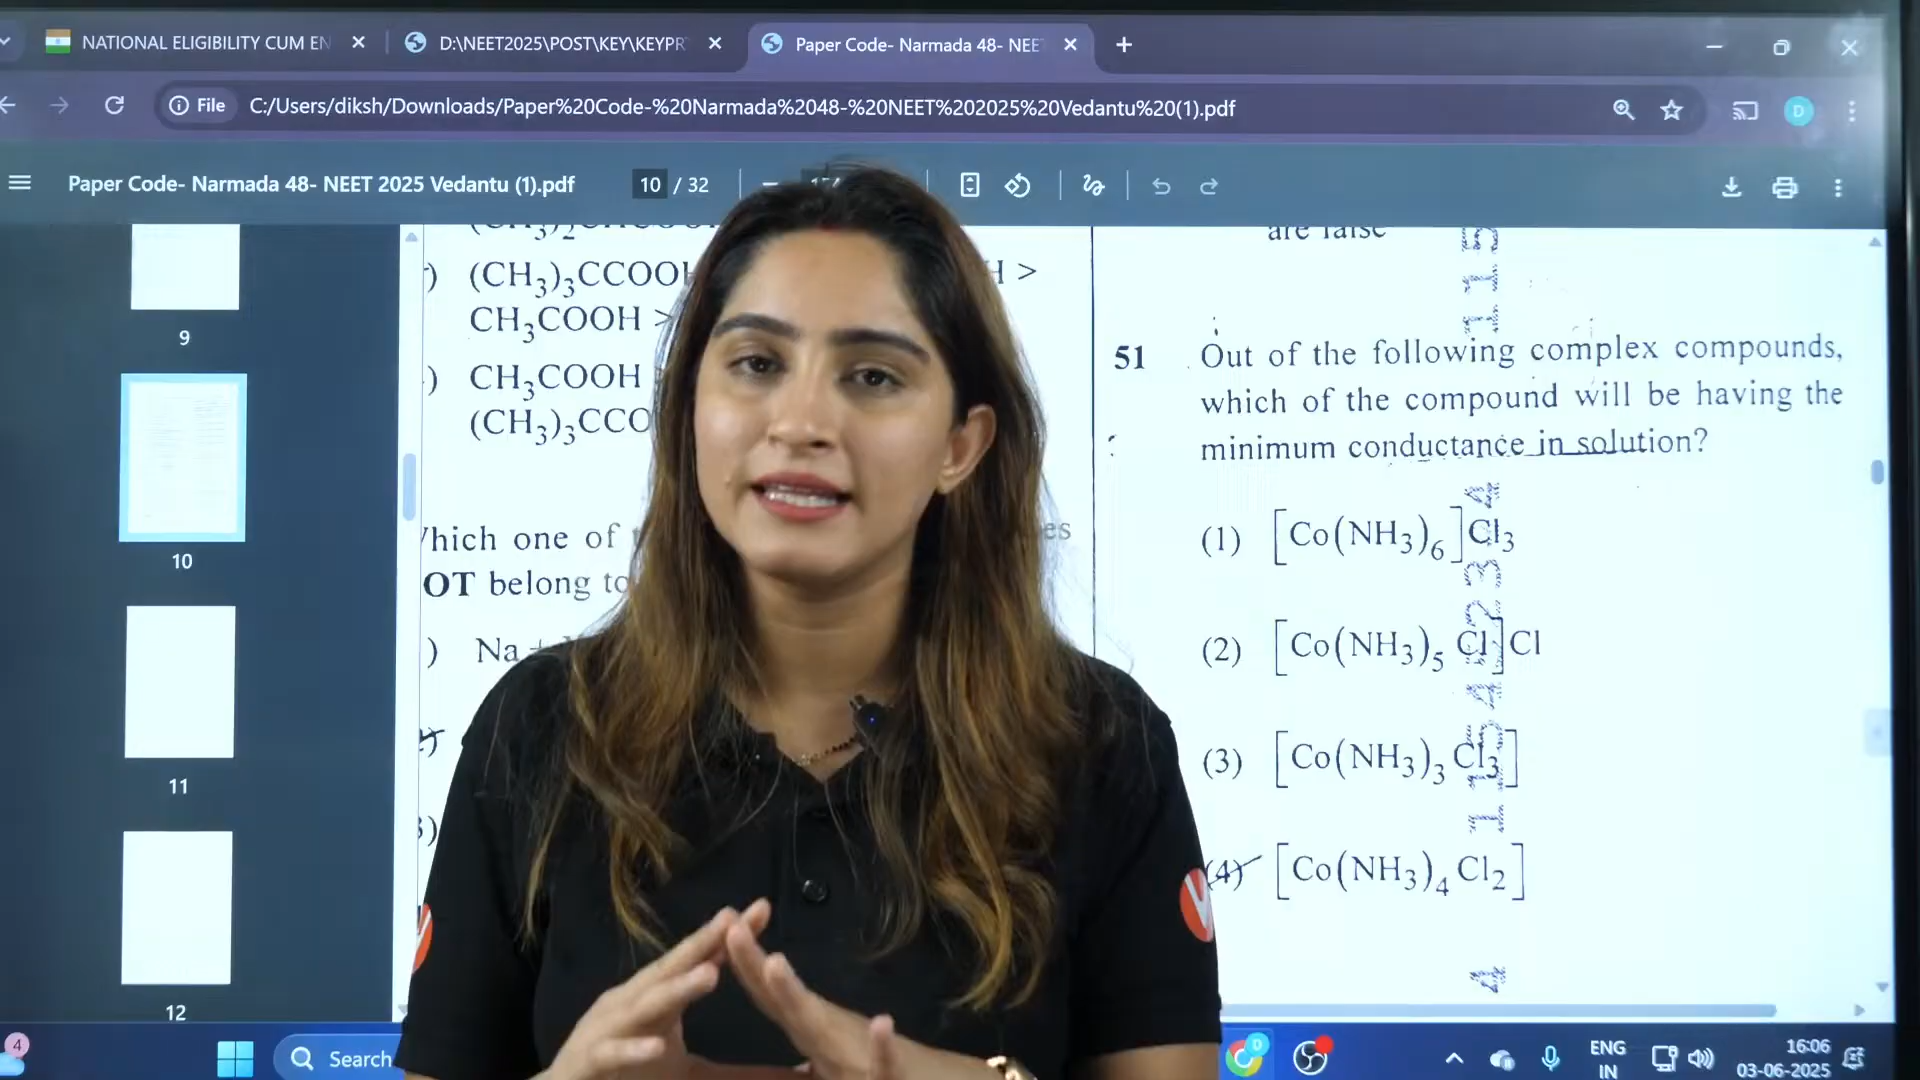 NATIONAL ELIGIBILITY CUM EN
D:\NEET2025\POST\KEY\KEYPR
Paper Code- Narmada 48- NEE
File
C:/Users/diksh/Downloads/Paper%20Code-%20Narmada%2048-%20NEET%202025%20Vedantu%20(1).pdf
D
Paper Code- Narmada 48- NEET 2025 Vedantu (1).pdf
10 / 32
9
10
11
12
(CH3)3CCOOH
H >
CH3COOH >
) CH3COOH
(CH3)3CCO
hich one of
es
OT belong to
) Na +
3)
are false
51 Out of the following complex compounds,
which of the compound will be having the
minimum conductance in solution?
(1) [Co(NH3)6]Cl3
(2) [Co(NH3)5 Cl]Cl
(3) [Co(NH3)3 Cl3]
(4) [Co(NH3)4 Cl2]
V
4
Search
D
ENG
IN
16:06
03-06-2025